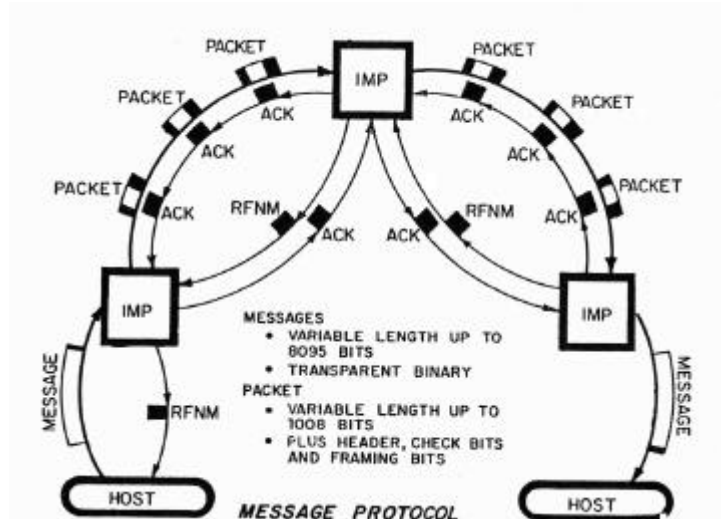 PACKET
PACKET
IMP
PACKET
PACKET
ACK
ACK
PACKET
PACKET
ACK
ACK
ACK
ACK
RFNM
ACK
ACK
RFNM
IMP
IMP
MESSAGES
• VARIABLE LENGTH UP TO
8095 BITS
• TRANSPARENT BINARY
PACKET
• VARIABLE LENGTH UP TO
1008 BITS
• PLUS HEADER, CHECK BITS
AND FRAMING BITS
MESSAGE
RFNM
MESSAGE
HOST
MESSAGE PROTOCOL
HOST